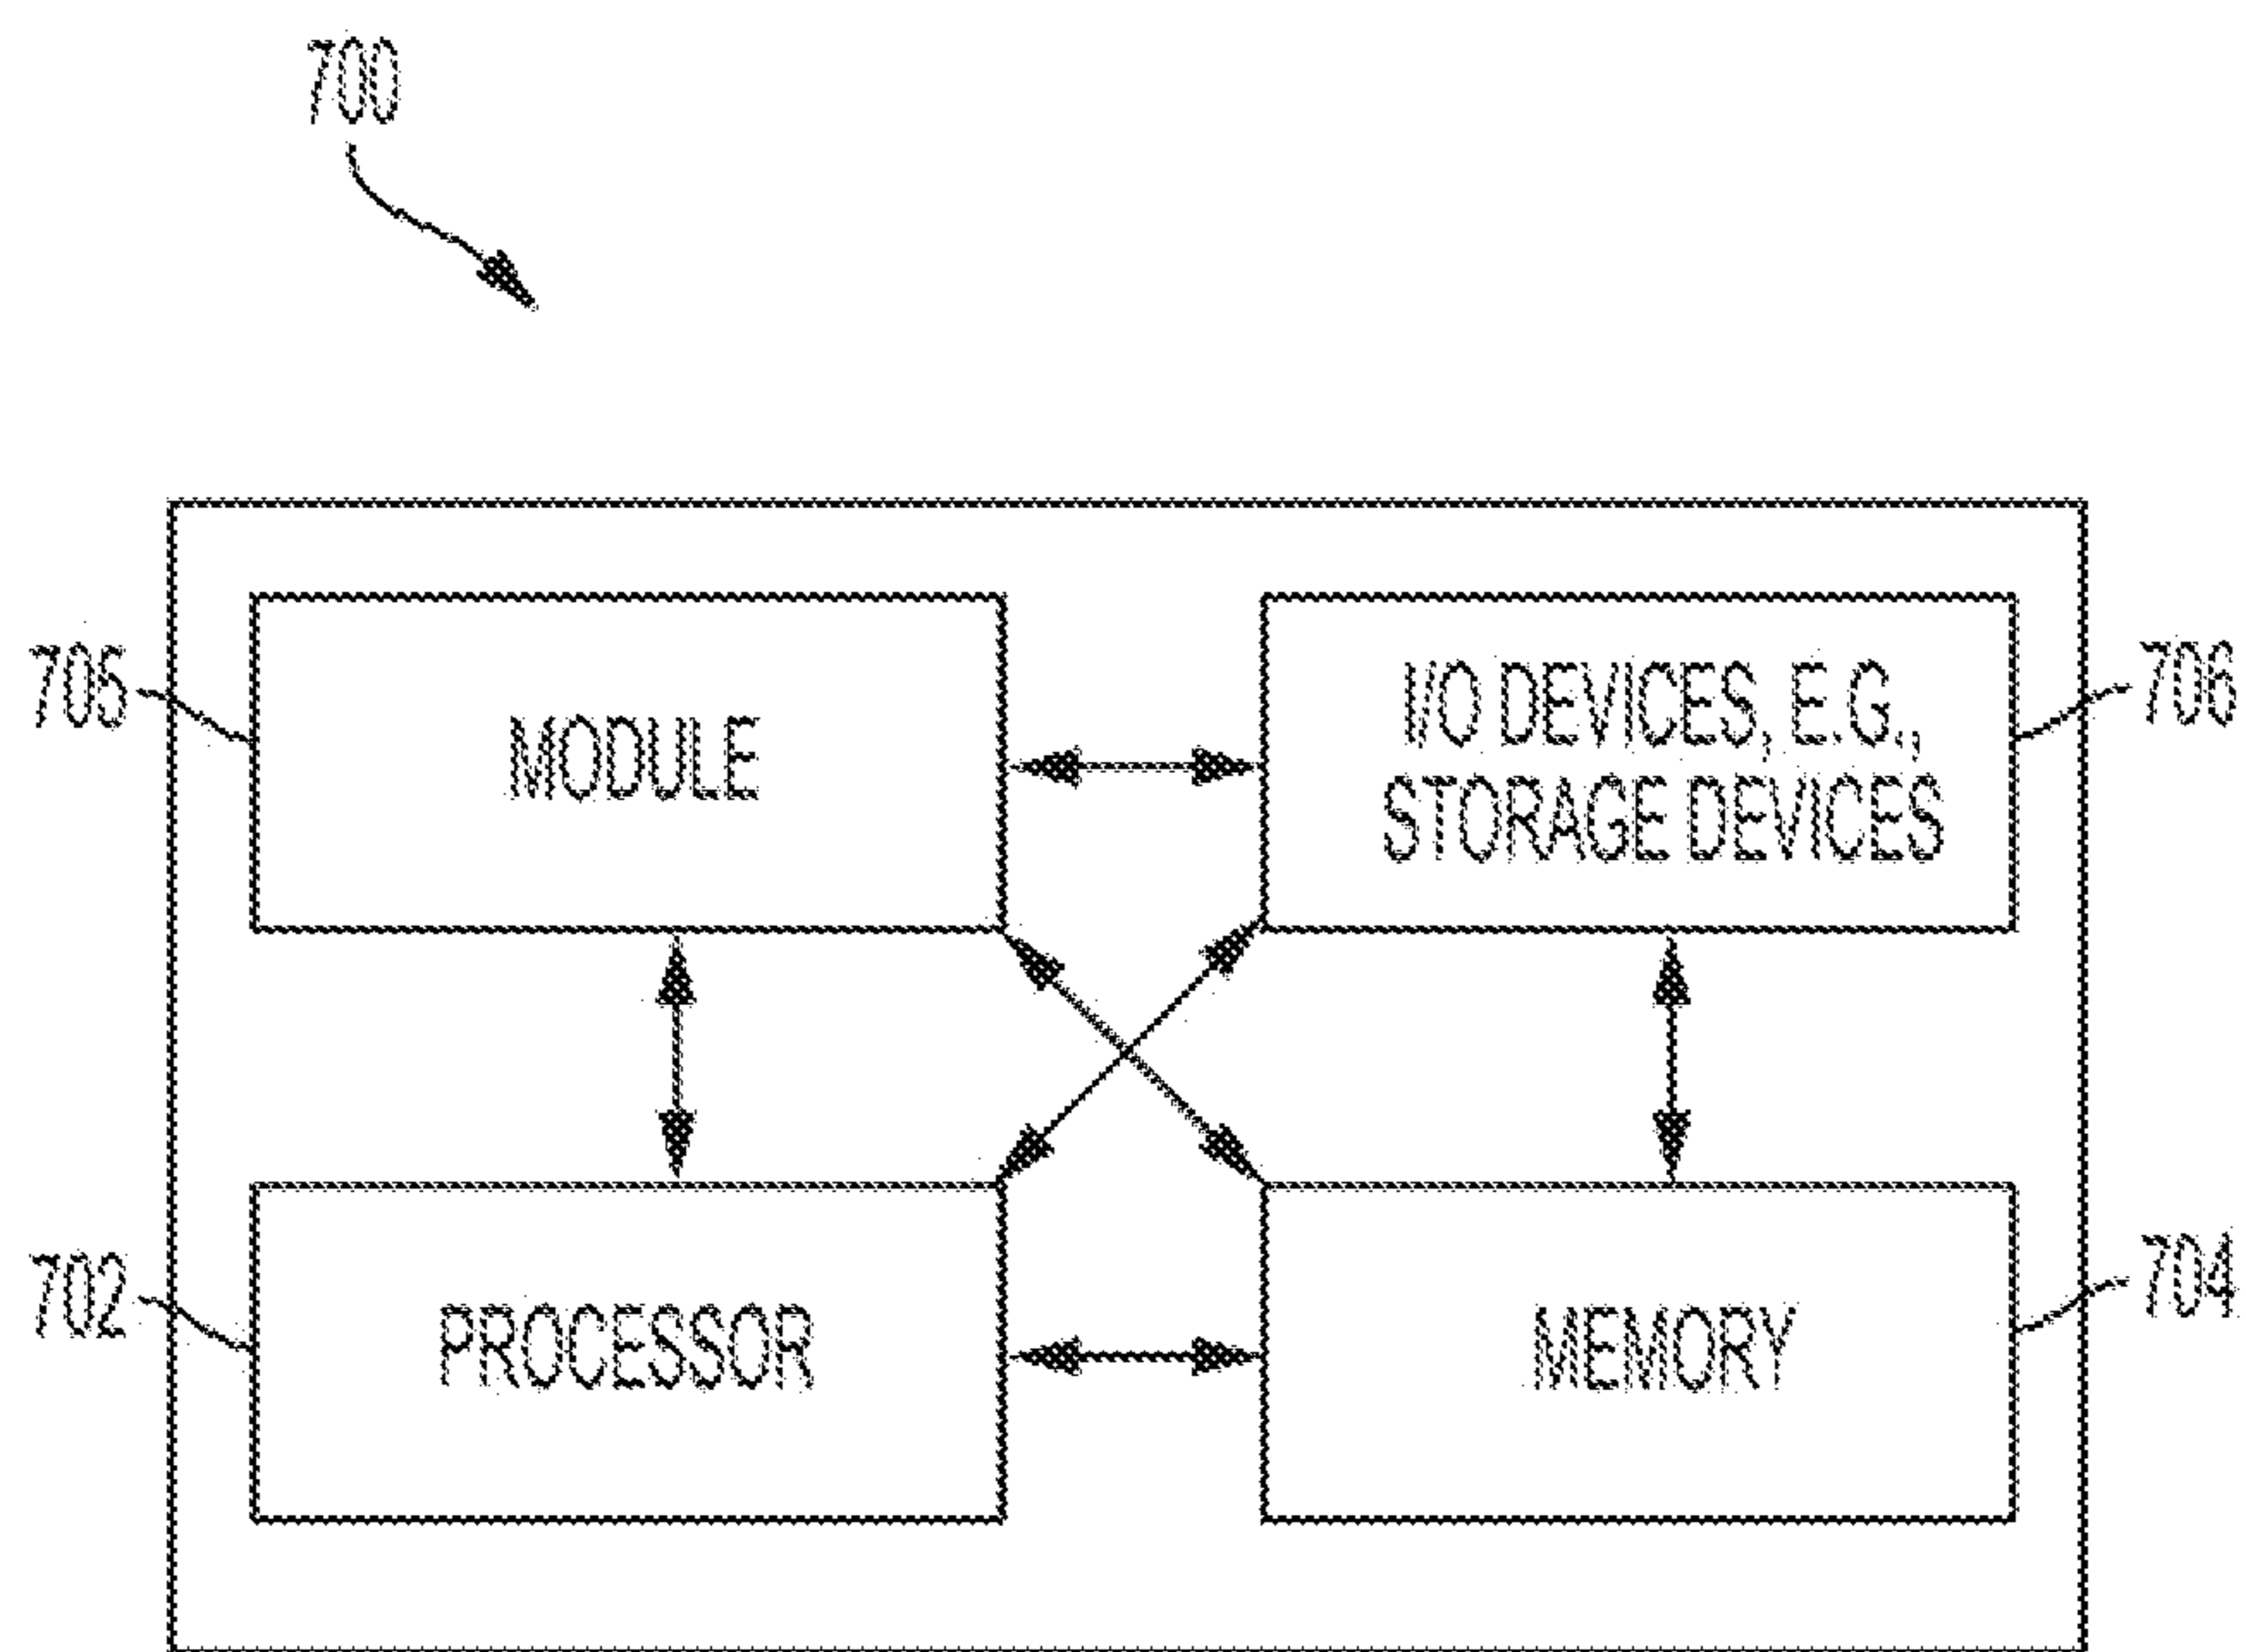 700
705
MODULE
I/O DEVICES, E.G.,
STORAGE DEVICES
706
702
PROCESSOR
MEMORY
704